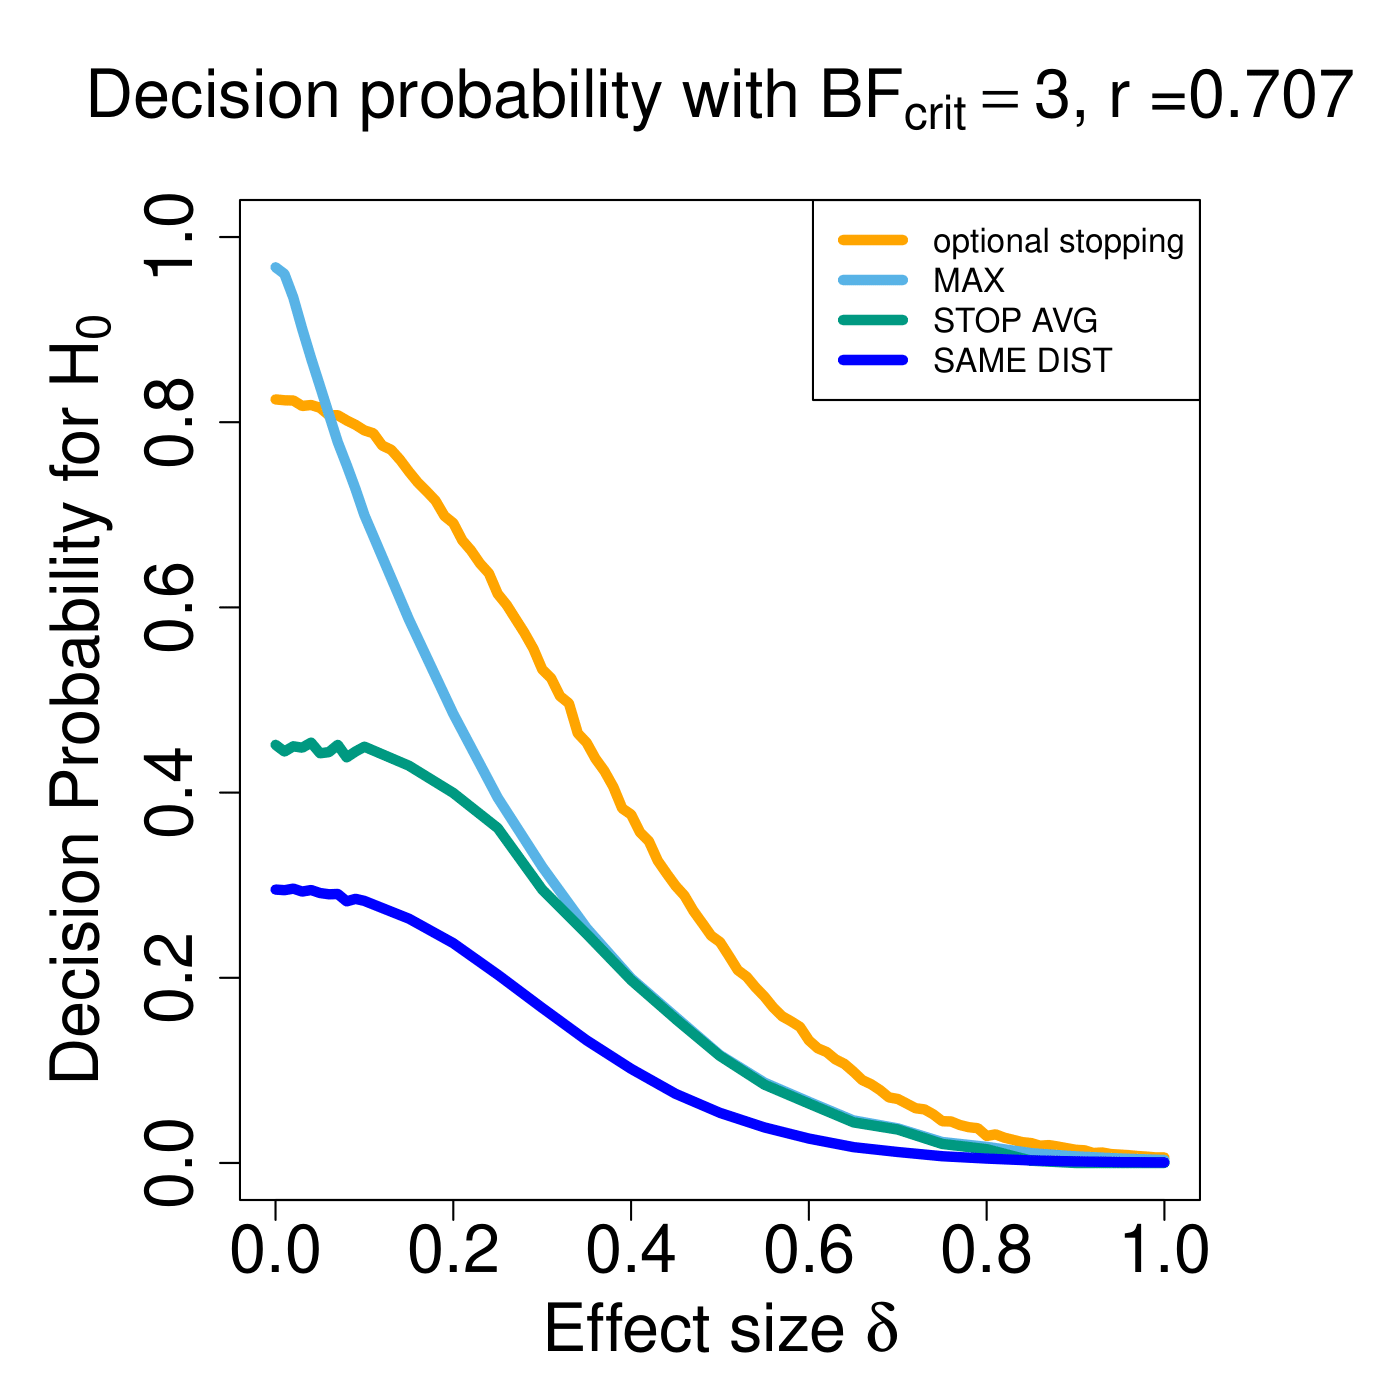 Decision probability with BFcrit = 3, r =0.707
optional stopping
MAX
STOP AVG
SAME DIST
Decision Probability for H0
1.0
0.8
0.6
0.4
0.2
0.0
0.0 0.2 0.4 0.6 0.8 1.0
Effect size δ